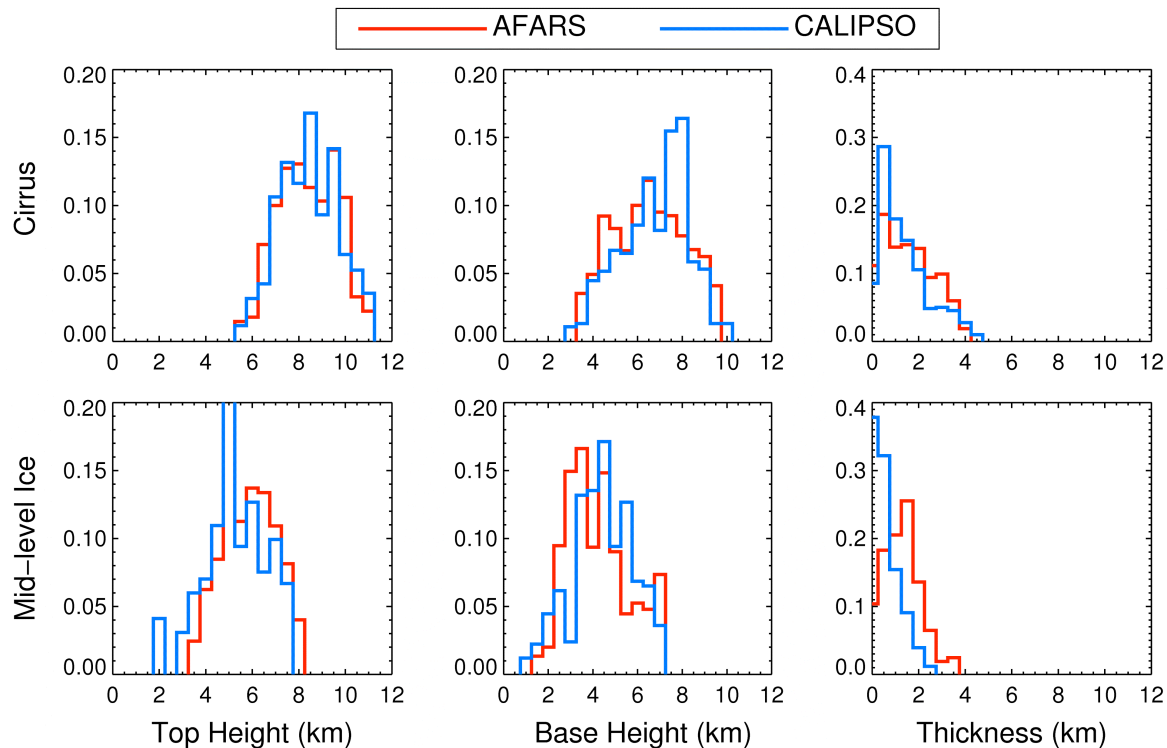 AFARS CALIPSO
Cirrus
0.20 0.15 0.10 0.05 0.00
0 2 4 6 8 10 12
0.20 0.15 0.10 0.05 0.00
0 2 4 6 8 10 12
0.4 0.3 0.2 0.1 0.0
0 2 4 6 8 10 12
Mid-level Ice
0.20 0.15 0.10 0.05 0.00
0 2 4 6 8 10 12
Top Height (km)
0.20 0.15 0.10 0.05 0.00
0 2 4 6 8 10 12
Base Height (km)
0.4 0.3 0.2 0.1 0.0
0 2 4 6 8 10 12
Thickness (km)